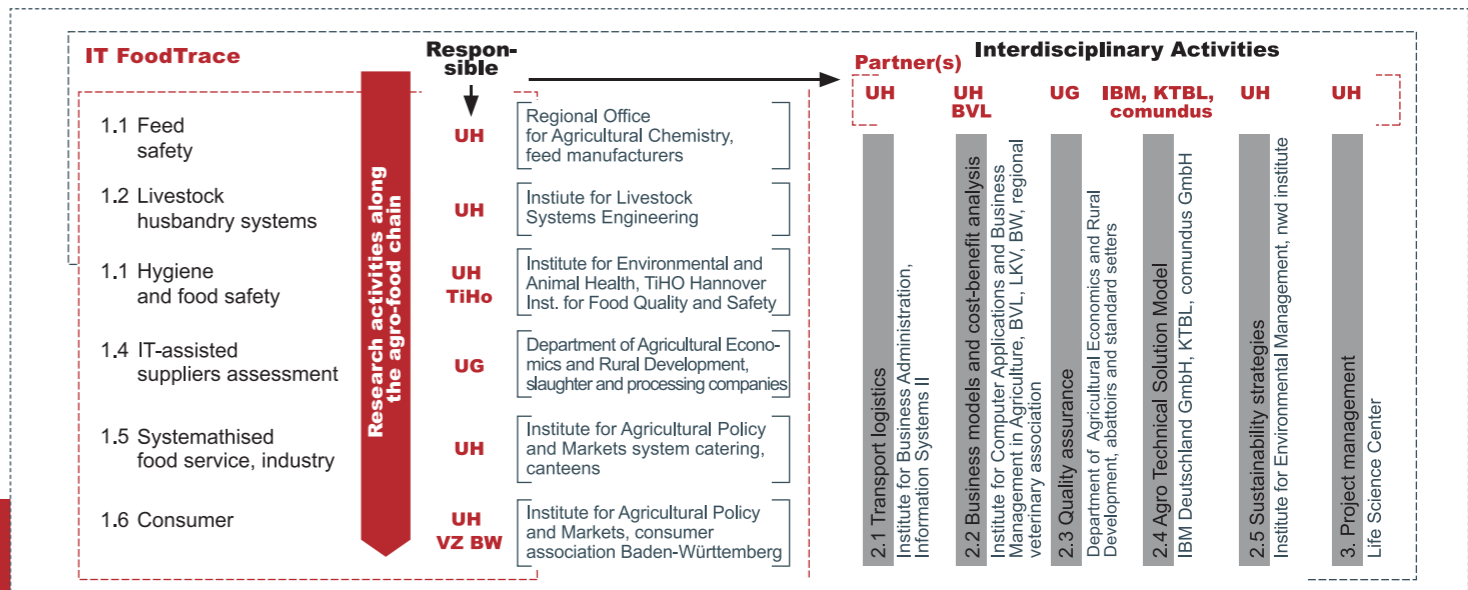 IT FoodTrace
Respon-
sible
Interdisciplinary Activities
Partner(s)
UH
UH
BVL
UG
IBM, KTBL,
comundus
UH
UH
Research activities along
the agro-food chain
1.1 Feed
safety
UH
Regional Office
for Agricultural Chemistry,
feed manufacturers
1.2 Livestock
husbandry systems
UH
Instiute for Livestock
Systems Engineering
1.1 Hygiene
and food safety
UH
TiHo
Institute for Environmental and
Animal Health, TiHO Hannover
Inst. for Food Quality and Safety
1.4 IT-assisted
suppliers assessment
UG
Department of Agricultural Econo-
mics and Rural Development,
slaughter and processing companies
1.5 Systemathised
food service, industry
UH
Institute for Agricultural Policy
and Markets system catering,
canteens
1.6 Consumer
UH
VZ BW
Institute for Agricultural Policy
and Markets, consumer
association Baden-Württemberg
2.1 Transport logistics
Institute for Business Administration,
Information Systems II
2.2 Business models and cost-benefit analysis
Institute for Computer Applications and Business
Management in Agriculture, BVL, LKV, BW, regional
veterinary association
2.3 Quality assurance
Department of Agricultural Economics and Rural
Development, abattoirs and standard setters
2.4 Agro Technical Solution Model
IBM Deutschland GmbH, KTBL, comundus GmbH
2.5 Sustainability strategies
Institute for Environmental Management, nwd institute
3. Project management
Life Science Center